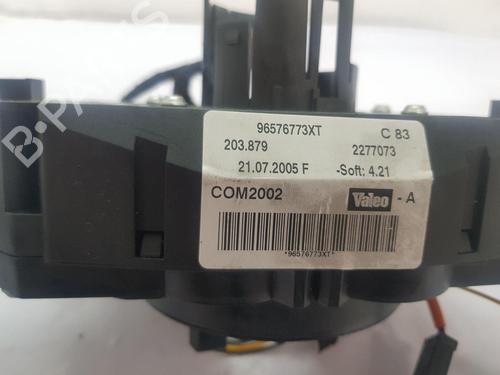 96576773XT C 83
203.879 2277073
21.07.2005 F -Soft: 4.21
COM2002 Valeo - A
*96576773XT*
B-PARTS